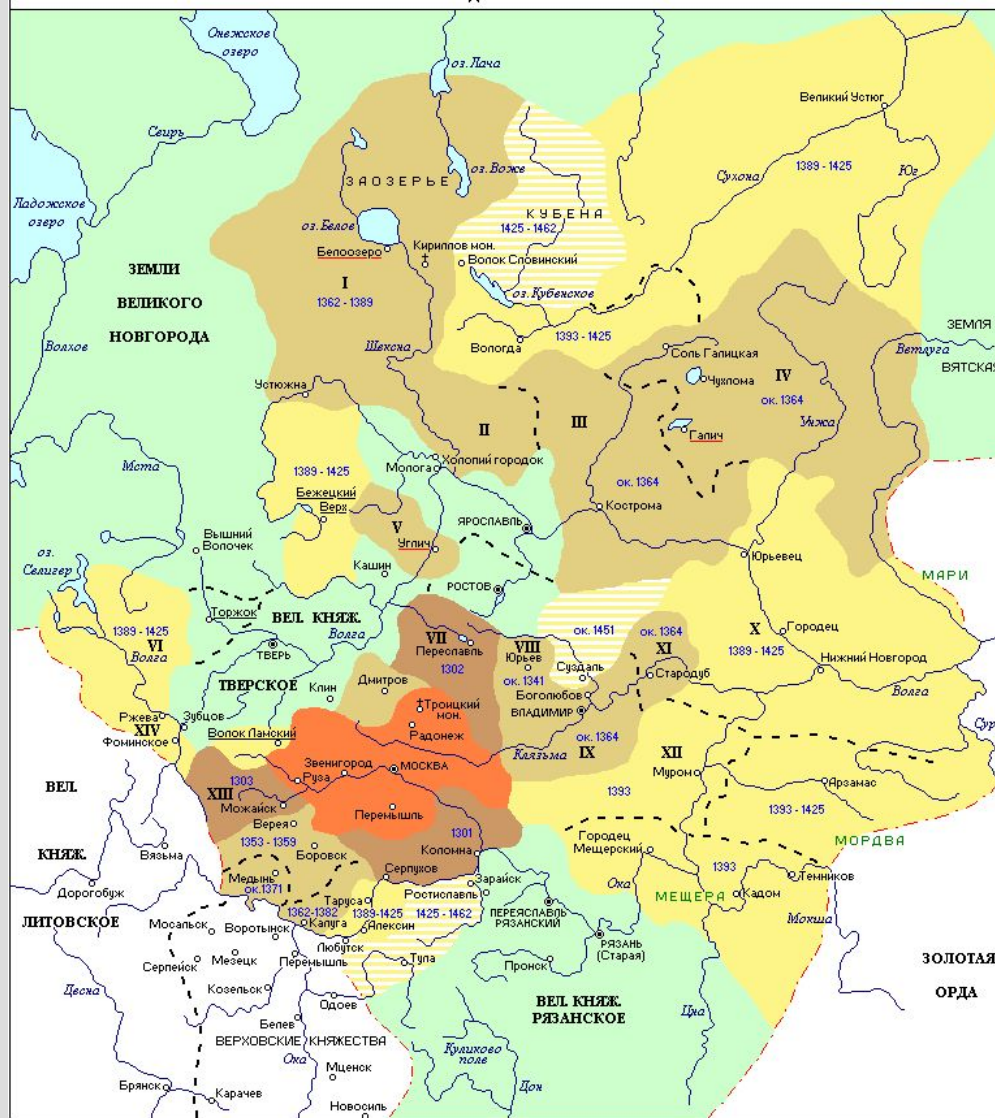 Онежское
озеро
оз. Лача
Свирь
Ладожское
озеро
Великий Устюг
1389 - 1425
Сухона
Юг
оз. Воже
ЗАОЗЕРЬЕ
КУБЕНА
1425 - 1462
оз. Белое
Белоозеро
Кириллов мон.
Волок Словинский
I
1362 - 1389
оз. Кубенское
ЗЕМЛИ
ВЕЛИКОГО
НОВГОРОДА
Волхов
Шексна
Вологда
1393 - 1425
Соль Галицкая
Чухлома
IV
ок. 1364
Ветлуга
ЗЕМЛЯ
ВЯТСКАЯ
Устюжна
II
III
Галич
Унжа
Мста
1389 - 1425
Холопий городок
Молога
ок. 1364
Бежецкий
Верх
V
Углич
Кострома
ЯРОСЛАВЛЬ
Вышний
Волочек
Кашин
Юрьевец
оз.
Селигер
РОСТОВ
МАРИ
Торжок
ВЕЛ. КНЯЖ.
Волга
ТВЕРЬ
ТВЕРСКОЕ
1389 - 1425
VI
Волга
VII
Переславль
1302
VIII
Юрьев
ок. 1341
ок. 1451
Суздаль
ок. 1364
XI
Стародуб
X
1389 - 1425
Городец
Нижний Новгород
Волга
Боголюбов
ВЛАДИМИР
ок. 1364
Клязьма
IX
Клин
Дмитров
Троицкий
мон.
Радонеж
Ржева
Зубцов
XIV
Фоминское
Волок Ламский
Звенигород
Руза
МОСКВА
XII
Муром
1393
Арзамас
1393 - 1425
Сур
ВЕЛ.
КНЯЖ.
ЛИТОВСКОЕ
1303
XIII
Можайск
Верея
Перемышль
1301
Коломна
1353 - 1359
Боровск
Вязьма
Дорогобуж
Медынь
ок. 1371
Серпухов
Городец
Мещерский
МОРДВА
1393
Темников
Кадом
МЕЩЕРА
Ока
Мокша
Таруса
1362-1382
Калуга
1389-1425
Алексин
Ростиславль
1425 - 1462
Зарайск
ПЕРЕЯСЛАВЛЬ
РЯЗАНСКИЙ
РЯЗАНЬ
(Старая)
Мосальск
Воротынск
Любутск
Перемышль
Тула
Серпейск
Мезецк
Козельск
Пронск
ЗОЛОТАЯ
ОРДА
Десна
Одоев
Белев
ВЕРХОВСКИЕ КНЯЖЕСТВА
Ока
ВЕЛ. КНЯЖ.
РЯЗАНСКОЕ
Цна
Куликово
поле
Мценск
Дон
Брянск
Карачев
Новосиль